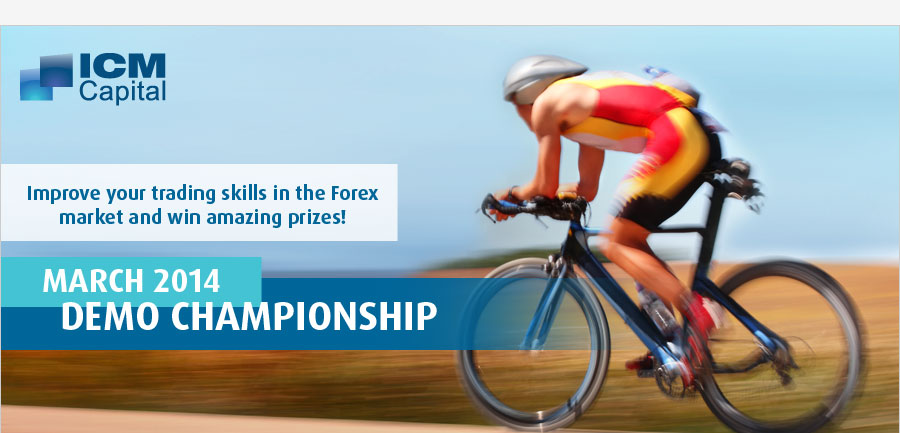 ICM
Capital
Improve your trading skills in the Forex
market and win amazing prizes!
MARCH 2014
DEMO CHAMPIONSHIP